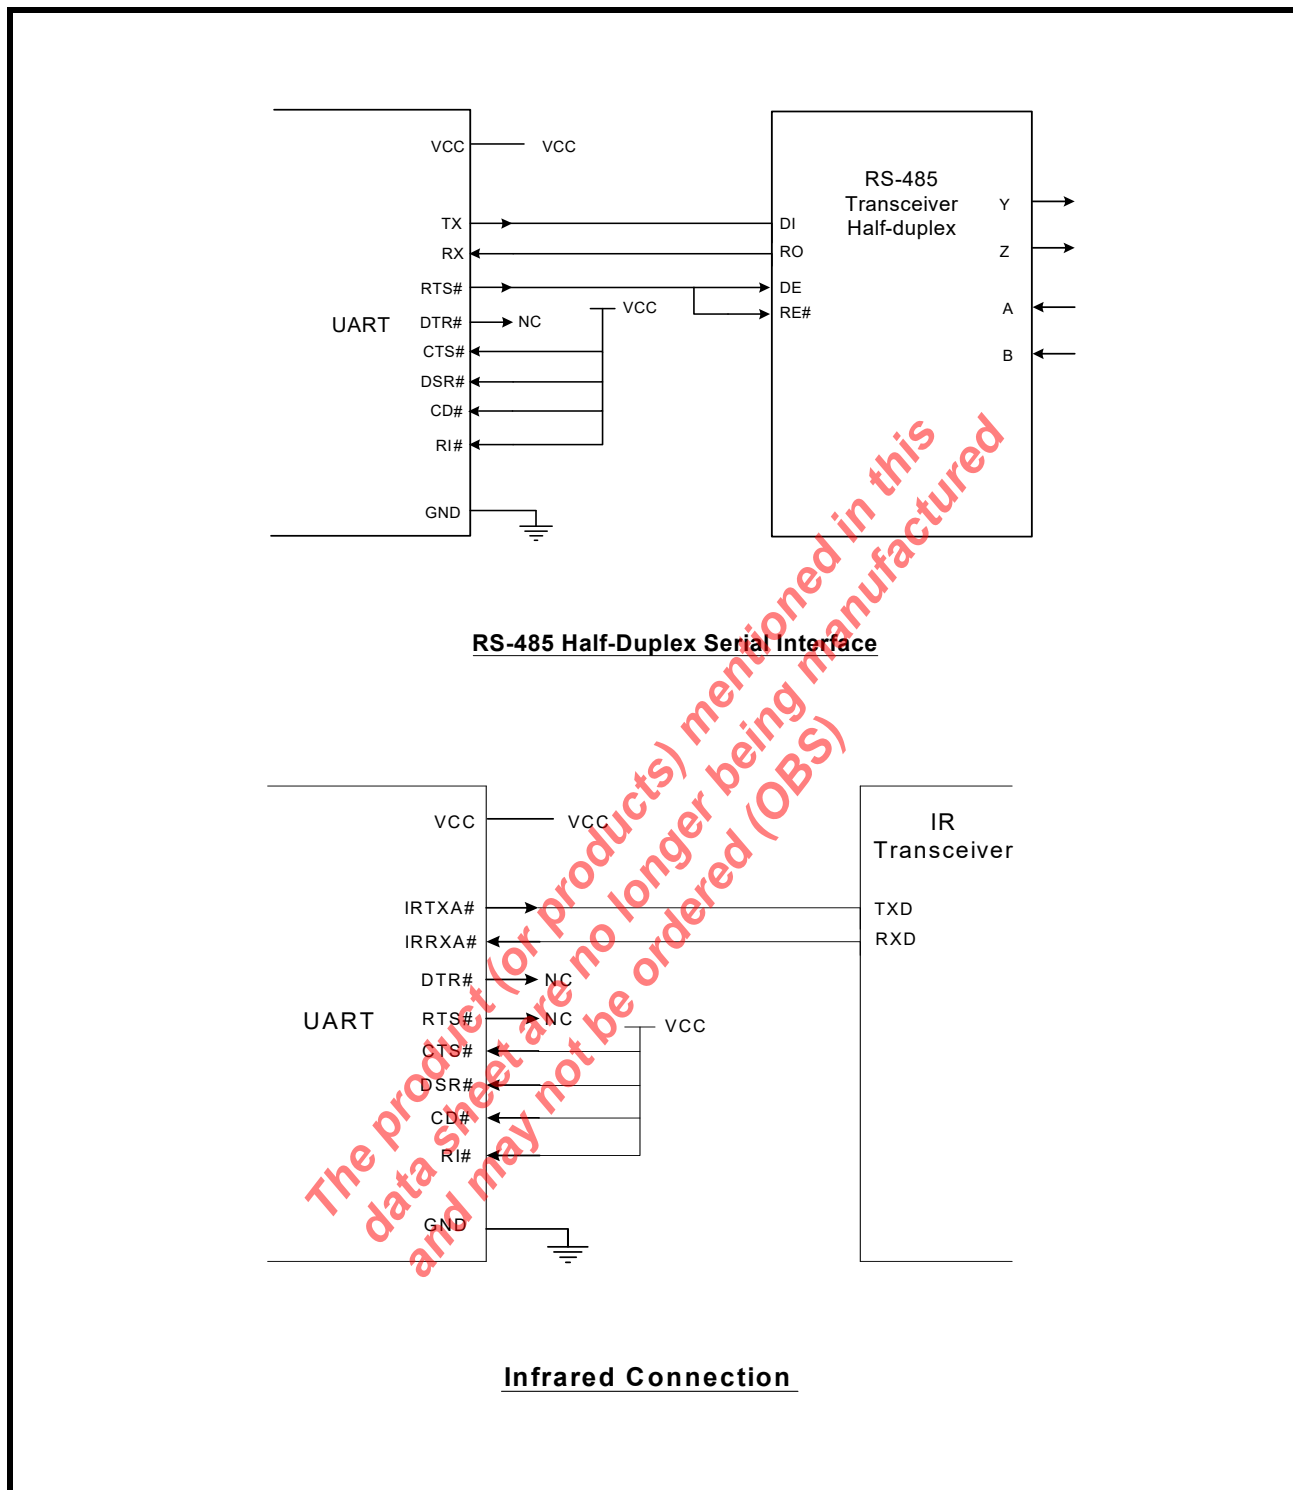 VCC
VCC
TX
RX
RTS#
UART
DTR#
NC
VCC
CTS#
DSR#
CD#
RI#
GND
RS-485
Transceiver
Half-duplex
DI
RO
DE
RE#
Y
Z
A
B
RS-485 Half-Duplex Serial Interface
VCC
VCC
IRTXA#
IRRXA#
DTR#
NC
UART
RTS#
NC
VCC
CTS#
DSR#
CD#
RI#
GND
IR
Transceiver
TXD
RXD
Infrared Connection
The product (or products) mentioned in this
data sheet are no longer being manufactured
and may not be ordered (OBS)